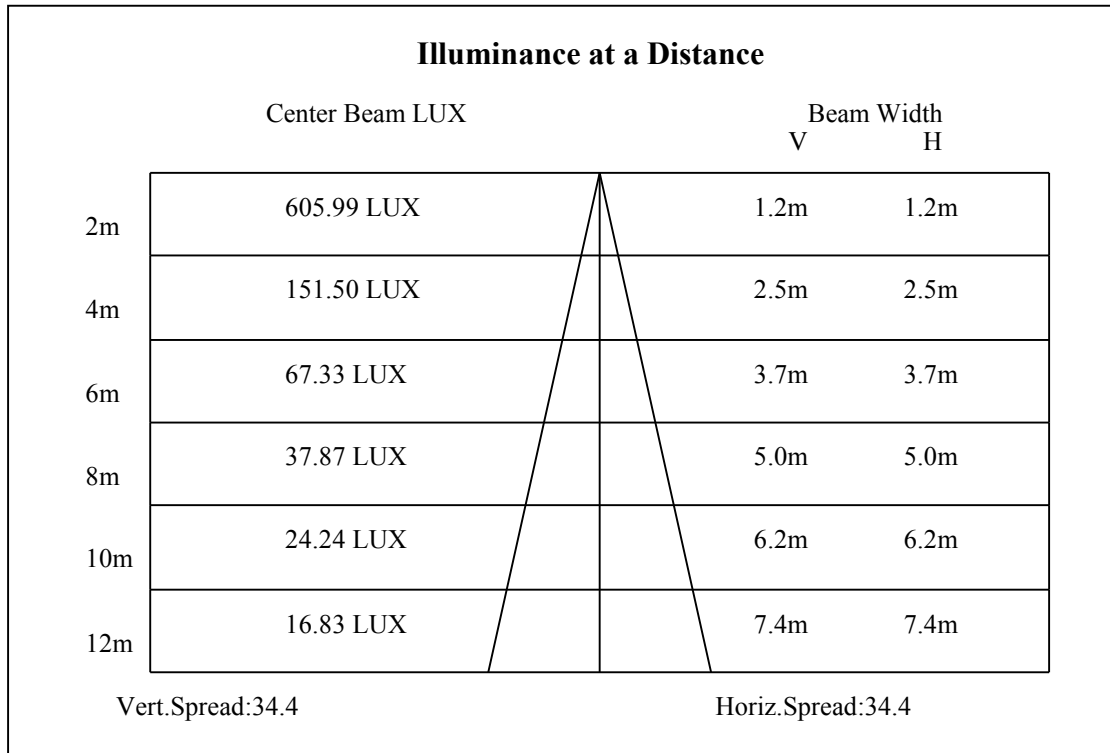 Illuminance at a Distance
Center Beam LUX Beam Width
V H
2m 605.99 LUX 1.2m 1.2m
4m 151.50 LUX 2.5m 2.5m
6m 67.33 LUX 3.7m 3.7m
8m 37.87 LUX 5.0m 5.0m
10m 24.24 LUX 6.2m 6.2m
12m 16.83 LUX 7.4m 7.4m
Vert.Spread:34.4 Horiz.Spread:34.4